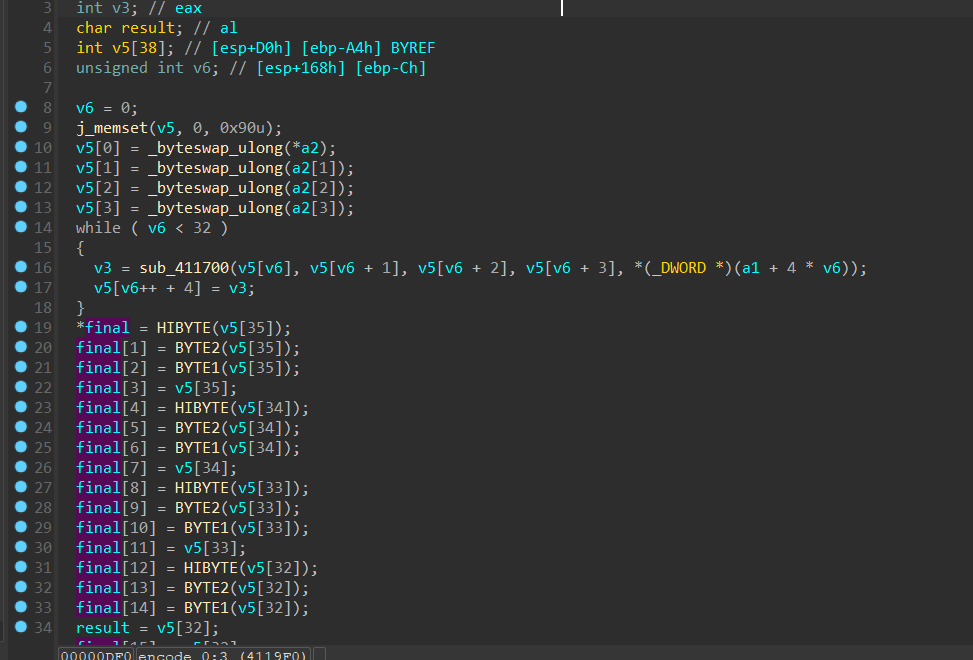 3 int v3; // eax
4 char result; // al
5 int v5[38]; // [esp+D0h] [ebp-A4h] BYREF
6 unsigned int v6; // [esp+168h] [ebp-Ch]
7
8 v6 = 0;
9 j_memset(v5, 0, 0x90u);
10 v5[0] = _byteswap_ulong(*a2);
11 v5[1] = _byteswap_ulong(a2[1]);
12 v5[2] = _byteswap_ulong(a2[2]);
13 v5[3] = _byteswap_ulong(a2[3]);
14 while ( v6 < 32 )
15 {
16 v3 = sub_411700(v5[v6], v5[v6 + 1], v5[v6 + 2], v5[v6 + 3], *(_DWORD *)(a1 + 4 * v6));
17 v5[v6++ + 4] = v3;
18 }
19 *final = HIBYTE(v5[35]);
20 final[1] = BYTE2(v5[35]);
21 final[2] = BYTE1(v5[35]);
22 final[3] = v5[35];
23 final[4] = HIBYTE(v5[34]);
24 final[5] = BYTE2(v5[34]);
25 final[6] = BYTE1(v5[34]);
26 final[7] = v5[34];
27 final[8] = HIBYTE(v5[33]);
28 final[9] = BYTE2(v5[33]);
29 final[10] = BYTE1(v5[33]);
30 final[11] = v5[33];
31 final[12] = HIBYTE(v5[32]);
32 final[13] = BYTE2(v5[32]);
33 final[14] = BYTE1(v5[32]);
34 result = v5[32];
00000DF0 encode 0:3 (4119F0)